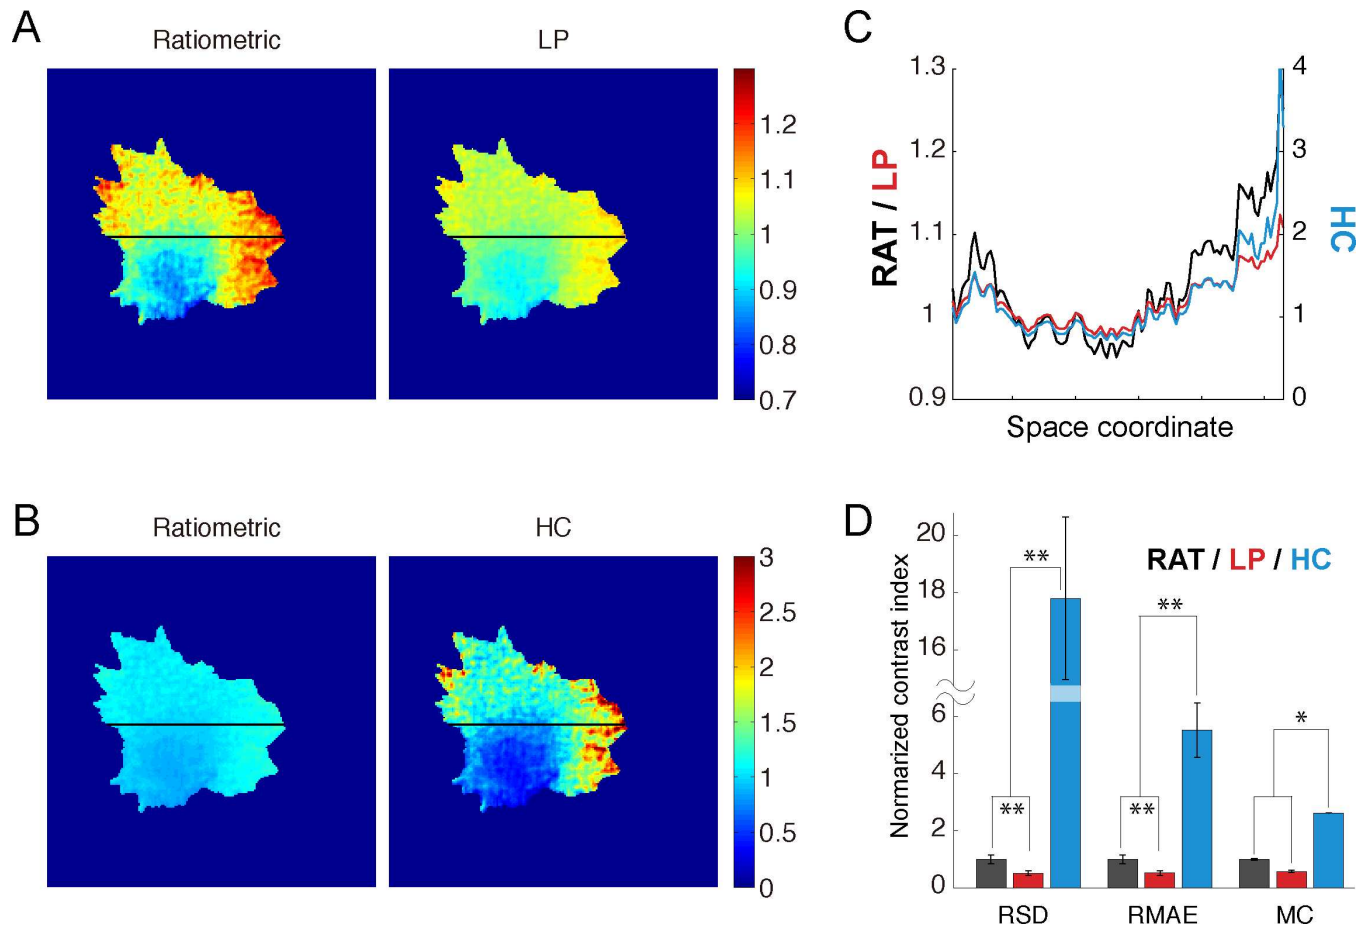 A
Ratiometric
LP
1.2
1.1
1
0.9
0.8
0.7
C
RAT / LP
1.3
1.2
1.1
1
0.9
4
3
2
1
0
HC
Space coordinate
B
Ratiometric
HC
3
2.5
2
1.5
1
0.5
0
D
Normarlized contrast index
20
18
16
6
4
2
0
RAT / LP / HC
**
**
*
**
**
RSD
RMAE
MC